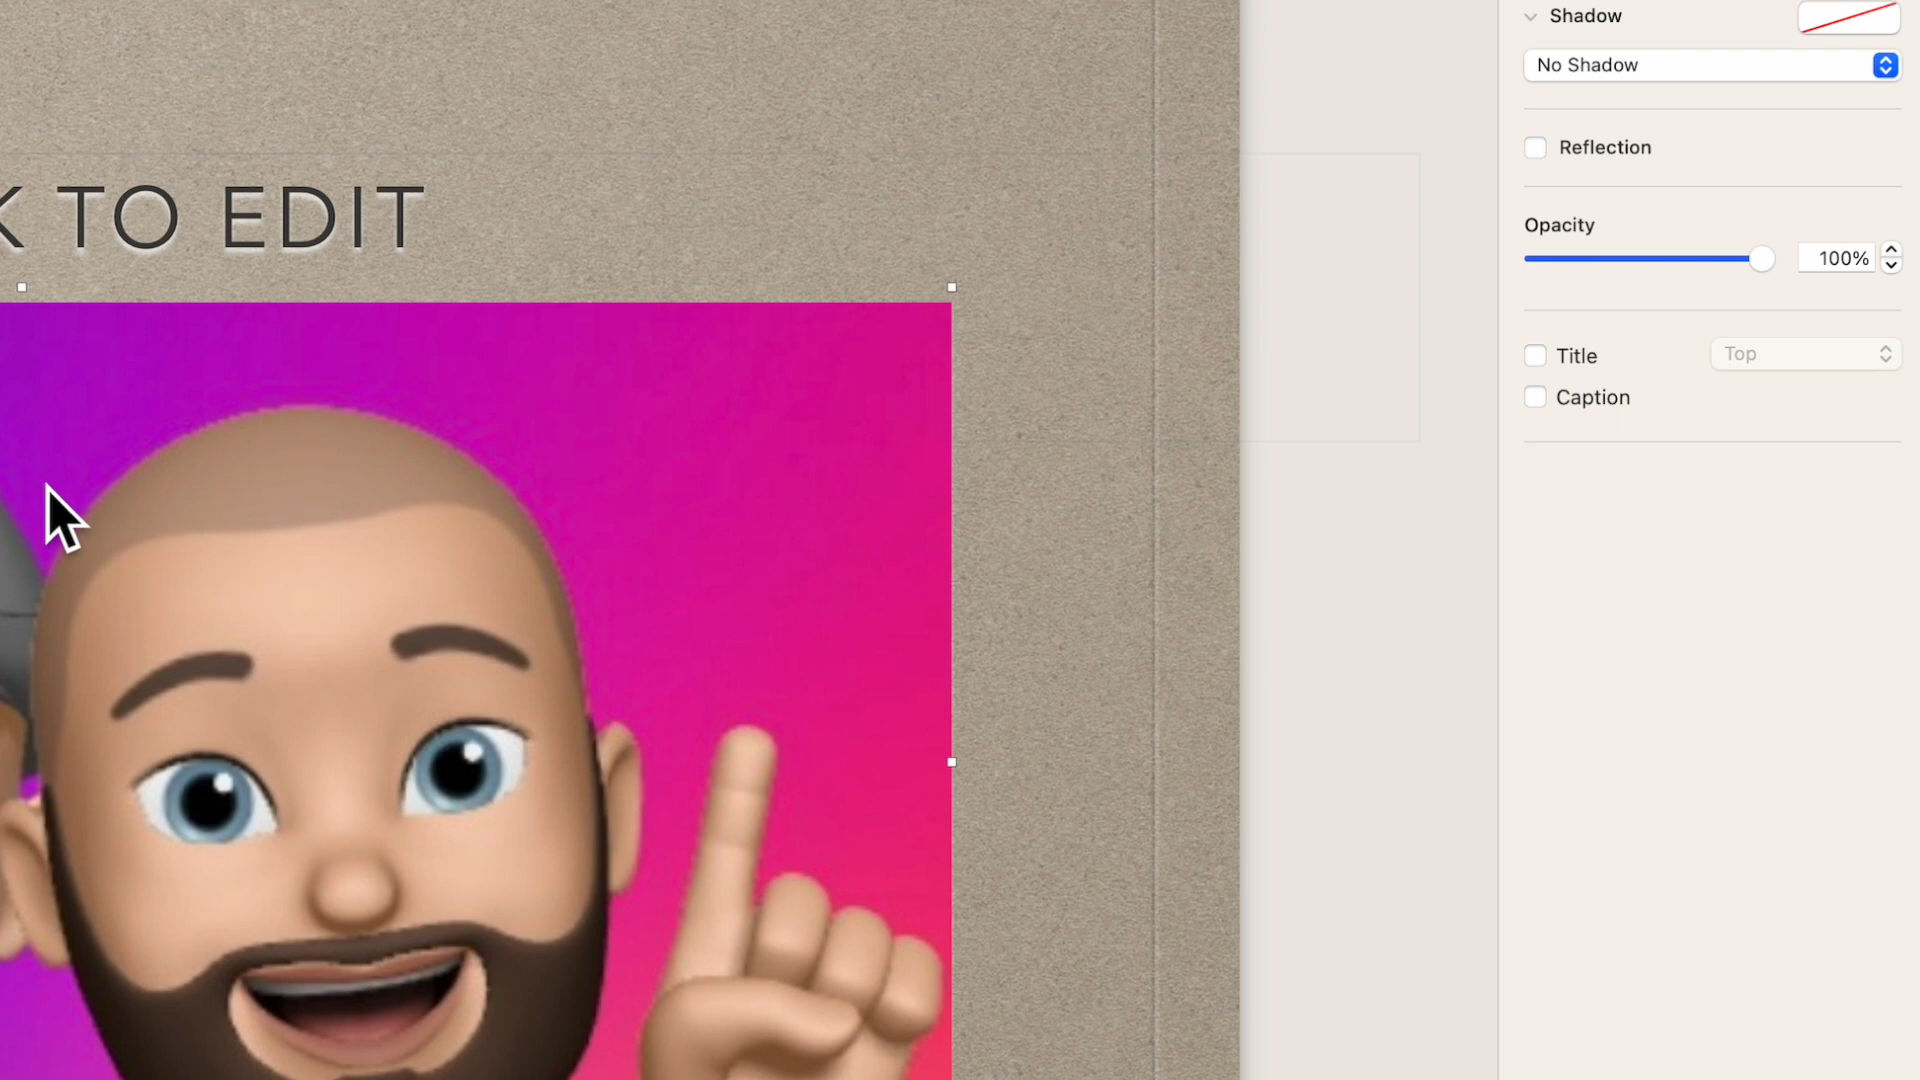 Shadow
No Shadow
Reflection
K TO EDIT
Opacity
100%
Title
Top
Caption